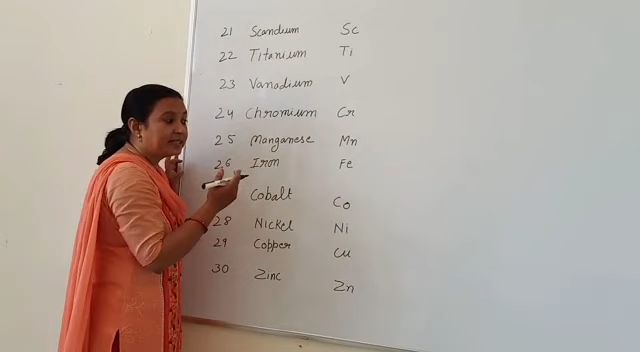 21 Scandium Sc
22 Titanium Ti
23 Vanadium V
24 Chromium Cr
25 Manganese Mn
26 Iron Fe
Cobalt Co
28 Nickel Ni
29 Copper Cu
30 Zinc Zn